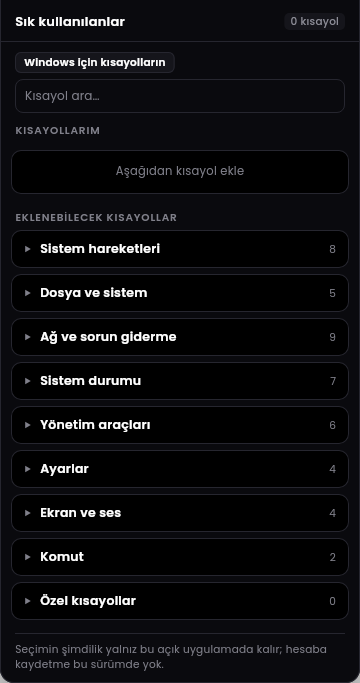 Sık kullanılanlar
0 kısayol
Windows için kısayolların
Kısayol ara...
KISAYOLLARIM
Aşağıdan kısayol ekle
EKLENEBİLECEK KISAYOLLAR
Sistem hareketleri
8
Dosya ve sistem
5
Ağ ve sorun giderme
9
Sistem durumu
7
Yönetim araçları
6
Ayarlar
4
Ekran ve ses
4
Komut
2
Özel kısayollar
0
Seçimin şimdilik yalnız bu açık uygulamada kalır; hesaba
kaydetme bu sürümde yok.